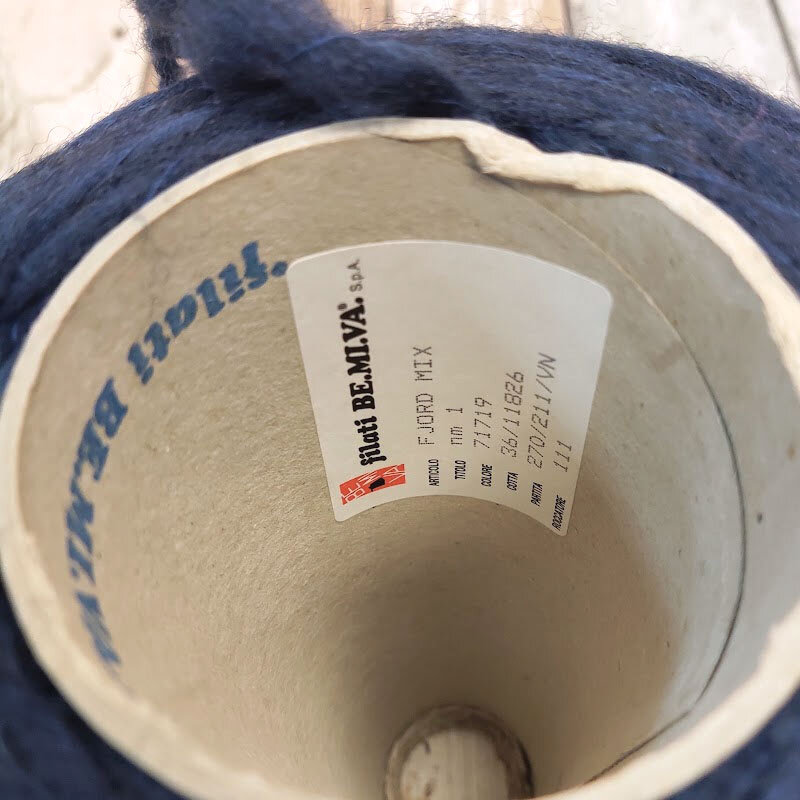 "filati BE.MI.VA
filati BE.MI.VA.® S.p.A.
ARTICOLO FJORD MIX
TITOLO nm 1
COLORE 71719
COTTA 36/11826
PARTITA 270/211/VN
ROCCATORE 111